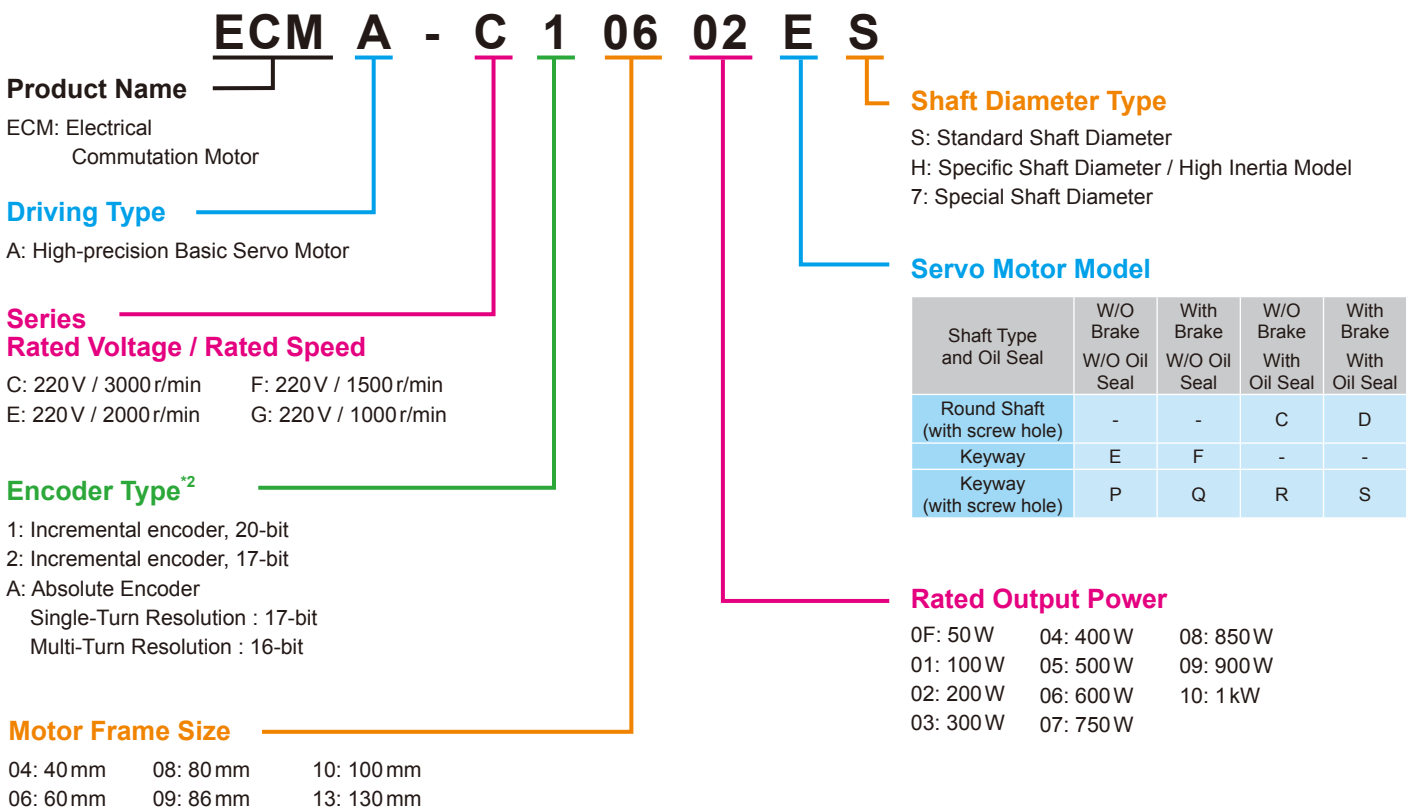 ECM A - C 1 06 02 E S
Product Name
ECM: Electrical
Commutation Motor
Driving Type
A: High-precision Basic Servo Motor
Series
Rated Voltage / Rated Speed
C: 220 V / 3000 r/min F: 220 V / 1500 r/min
E: 220 V / 2000 r/min G: 220 V / 1000 r/min
Encoder Type*2
1: Incremental encoder, 20-bit
2: Incremental encoder, 17-bit
A: Absolute Encoder
Single-Turn Resolution : 17-bit
Multi-Turn Resolution : 16-bit
Motor Frame Size
04: 40 mm 08: 80 mm 10: 100 mm
06: 60 mm 09: 86 mm 13: 130 mm
Shaft Diameter Type
S: Standard Shaft Diameter
H: Specific Shaft Diameter / High Inertia Model
7: Special Shaft Diameter
Servo Motor Model
Shaft Type
and Oil Seal
W/O
Brake
With
Brake
W/O
Brake
With
Brake
W/O Oil
Seal
W/O Oil
Seal
With
Oil Seal
With
Oil Seal
Round Shaft
(with screw hole)
- - C D
Keyway E F - -
Keyway
(with screw hole)
P Q R S
Rated Output Power
0F: 50 W 04: 400 W 08: 850 W
01: 100 W 05: 500 W 09: 900 W
02: 200 W 06: 600 W 10: 1 kW
03: 300 W 07: 750 W